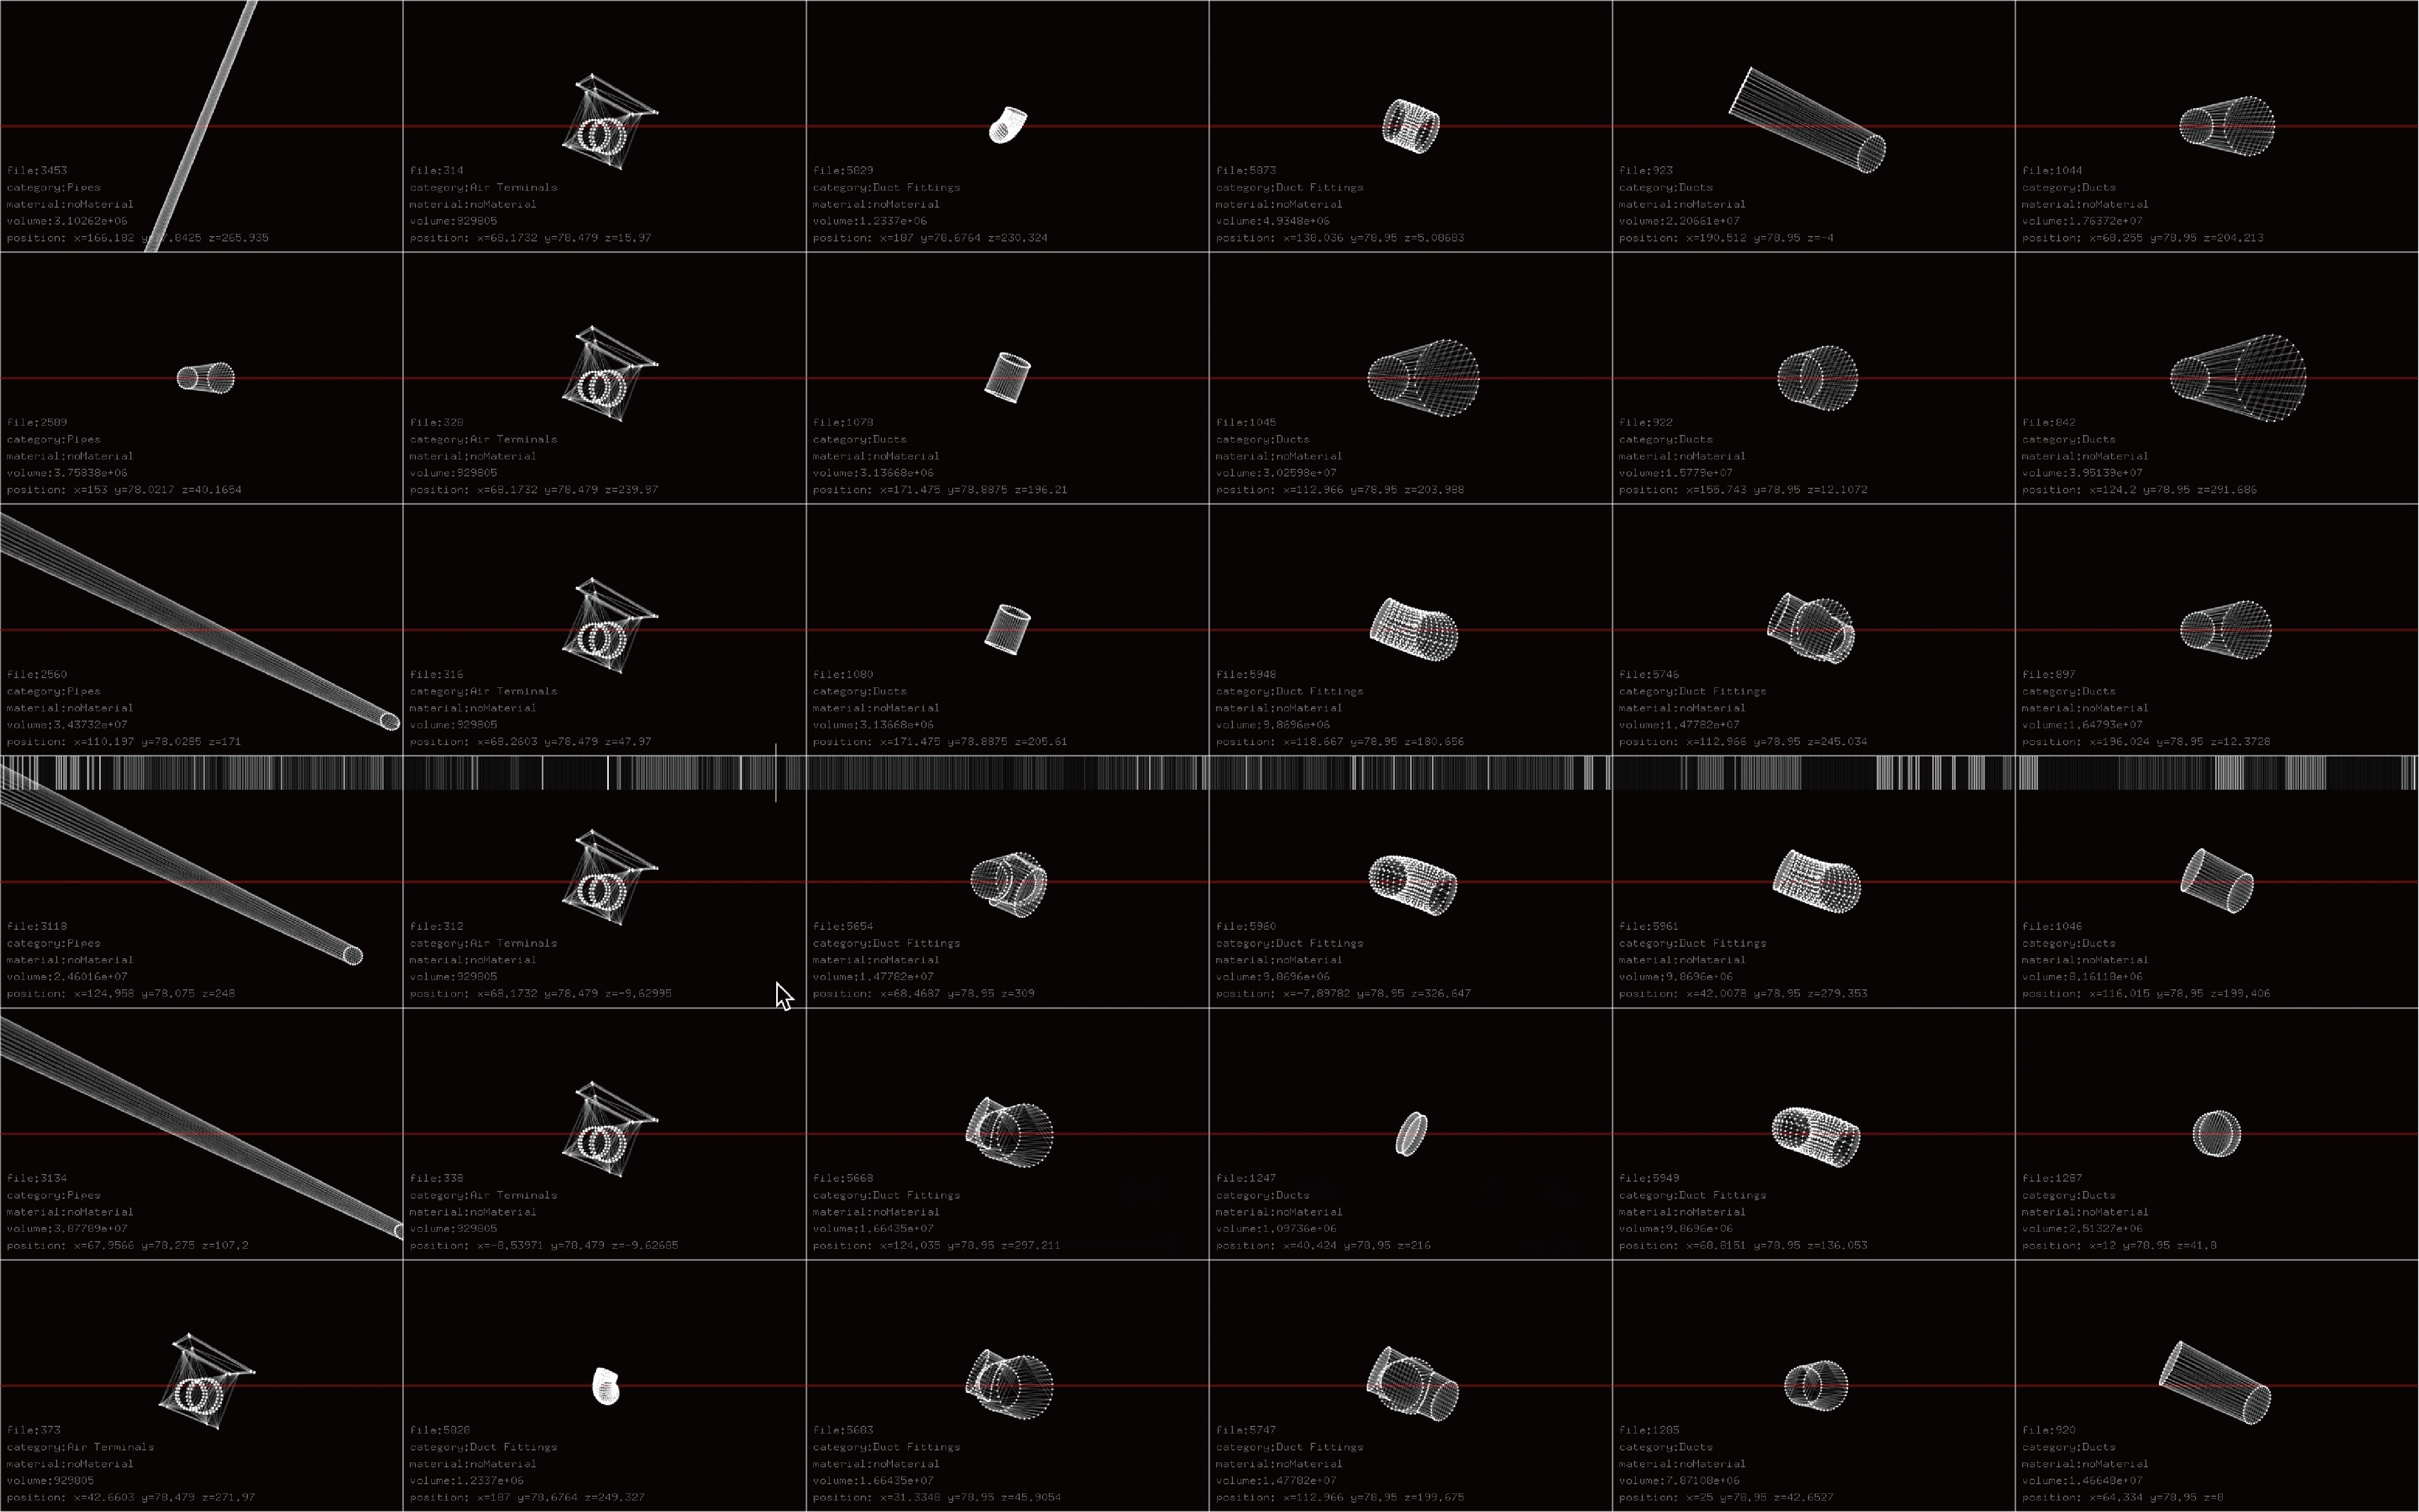 file:3453
category:Pipes
material:noMaterial
volume:3.10262e+06
position: x=166.182 y=77.8425 z=265.935
file:314
category:Air Terminals
material:noMaterial
volume:929805
position: x=68.1732 y=78.479 z=15.97
file:5829
category:Duct Fittings
material:noMaterial
volume:1.2337e+06
position: x=187 y=78.6764 z=230.324
file:5873
category:Duct Fittings
material:noMaterial
volume:4.9348e+06
position: x=138.036 y=78.95 z=5.08683
file:923
category:Ducts
material:noMaterial
volume:2.20661e+07
position: x=190.512 y=78.95 z=-4
file:1044
category:Ducts
material:noMaterial
volume:1.76372e+07
position: x=68.255 y=78.95 z=204.213
file:2589
category:Pipes
material:noMaterial
volume:3.75838e+06
position: x=153 y=78.0217 z=40.1654
file:328
category:Air Terminals
material:noMaterial
volume:929805
position: x=68.1732 y=78.479 z=239.97
file:1078
category:Ducts
material:noMaterial
volume:3.13668e+06
position: x=171.475 y=78.8875 z=196.21
file:1045
category:Ducts
material:noMaterial
volume:3.02598e+07
position: x=112.966 y=78.95 z=203.988
file:922
category:Ducts
material:noMaterial
volume:1.5779e+07
position: x=155.743 y=78.95 z=12.1072
file:842
category:Ducts
material:noMaterial
volume:3.95139e+07
position: x=124.2 y=78.95 z=291.686
file:2560
category:Pipes
material:noMaterial
volume:3.43732e+07
position: x=110.197 y=78.0285 z=171
file:316
category:Air Terminals
material:noMaterial
volume:929805
position: x=68.2603 y=78.479 z=47.97
file:1080
category:Ducts
material:noMaterial
volume:3.13668e+06
position: x=171.475 y=78.8875 z=205.61
file:5948
category:Duct Fittings
material:noMaterial
volume:9.8696e+06
position: x=118.667 y=78.95 z=180.656
file:5746
category:Duct Fittings
material:noMaterial
volume:1.47782e+07
position: x=112.966 y=78.95 z=245.034
file:897
category:Ducts
material:noMaterial
volume:1.64793e+07
position: x=196.024 y=78.95 z=12.3728
file:3118
category:Pipes
material:noMaterial
volume:2.46016e+07
position: x=124.958 y=78.075 z=248
file:312
category:Air Terminals
material:noMaterial
volume:929805
position: x=68.1732 y=78.479 z=-9.62995
file:5654
category:Duct Fittings
material:noMaterial
volume:1.47782e+07
position: x=68.4687 y=78.95 z=309
file:5960
category:Duct Fittings
material:noMaterial
volume:9.8696e+06
position: x=-7.89782 y=78.95 z=326.647
file:5961
category:Duct Fittings
material:noMaterial
volume:9.8696e+06
position: x=42.0078 y=78.95 z=279.353
file:1046
category:Ducts
material:noMaterial
volume:8.16118e+06
position: x=116.015 y=78.95 z=199.406
file:3134
category:Pipes
material:noMaterial
volume:3.87789e+07
position: x=67.9566 y=78.275 z=107.2
file:338
category:Air Terminals
material:noMaterial
volume:929805
position: x=-8.53971 y=78.479 z=-9.62685
file:5668
category:Duct Fittings
material:noMaterial
volume:1.66435e+07
position: x=124.035 y=78.95 z=297.211
file:1247
category:Ducts
material:noMaterial
volume:1.09736e+06
position: x=40.424 y=78.95 z=216
file:5949
category:Duct Fittings
material:noMaterial
volume:9.8696e+06
position: x=68.8151 y=78.95 z=136.053
file:1287
category:Ducts
material:noMaterial
volume:2.51327e+06
position: x=12 y=78.95 z=41.8
file:373
category:Air Terminals
material:noMaterial
volume:929805
position: x=42.6603 y=78.479 z=271.97
file:5828
category:Duct Fittings
material:noMaterial
volume:1.2337e+06
position: x=187 y=78.6764 z=249.327
file:5683
category:Duct Fittings
material:noMaterial
volume:1.66435e+07
position: x=31.3348 y=78.95 z=45.9054
file:5747
category:Duct Fittings
material:noMaterial
volume:1.47782e+07
position: x=112.966 y=78.95 z=199.675
file:1285
category:Ducts
material:noMaterial
volume:7.87108e+06
position: x=25 y=78.95 z=42.6527
file:920
category:Ducts
material:noMaterial
volume:1.46648e+07
position: x=64.334 y=78.95 z=8